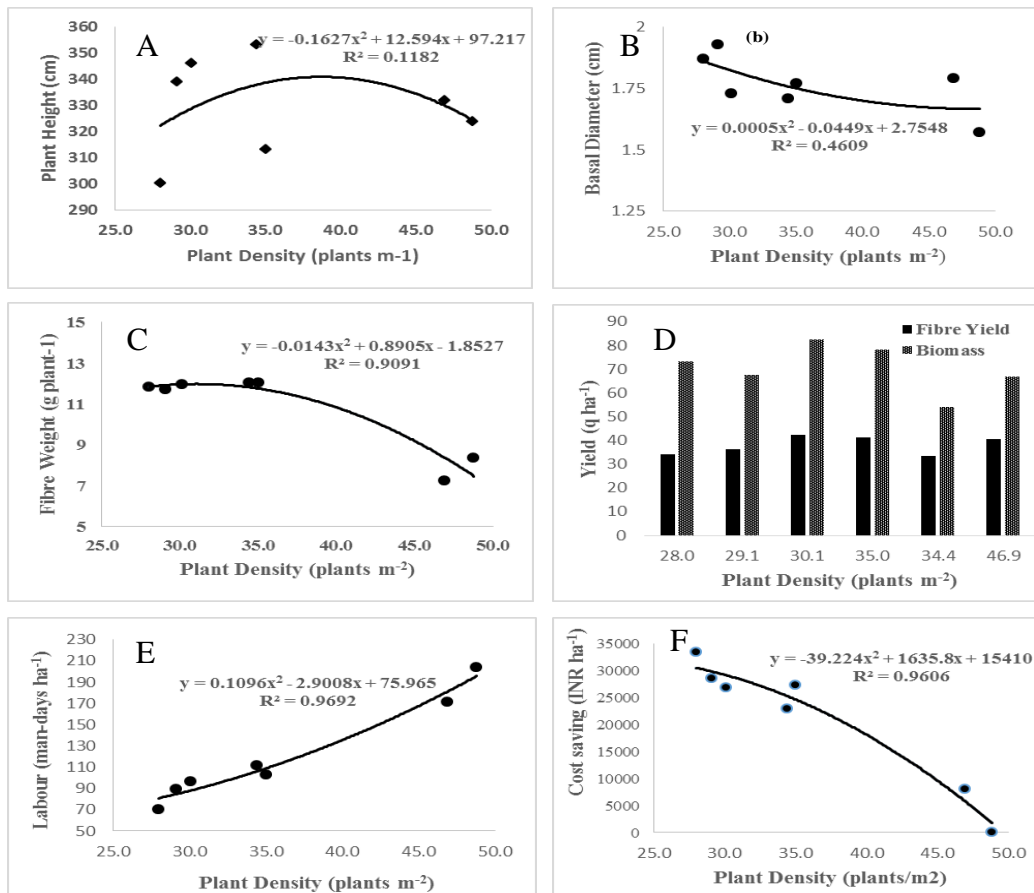 A
y = -0.1627x² + 12.594x + 97.217
R² = 0.1182
Plant Height (cm)
360
350
340
330
320
310
300
290
25.0 30.0 35.0 40.0 45.0 50.0
Plant Density (plants m-1)
B
(b)
Basal Diameter (cm)
2
1.75
1.5
1.25
y = 0.0005x² - 0.0449x + 2.7548
R² = 0.4609
25.0 30.0 35.0 40.0 45.0 50.0
Plant Density (plants m⁻²)
C
y = -0.0143x² + 0.8905x - 1.8527
R² = 0.9091
Fibre Weight (g plant-1)
15
13
11
9
7
5
25.0 30.0 35.0 40.0 45.0 50.0
Plant Density (plants m⁻²)
D
Fibre Yield
Biomass
Yield (q ha⁻¹)
90
80
70
60
50
40
30
20
10
0
28.0 29.1 30.1 35.0 34.4 46.9
Plant Density (plants m⁻²)
E
y = 0.1096x² - 2.9008x + 75.965
R² = 0.9692
Labour (man-days ha⁻¹)
230
210
190
170
150
130
110
90
70
50
25.0 30.0 35.0 40.0 45.0 50.0
Plant Density (plants m⁻²)
F
y = -39.224x² + 1635.8x + 15410
R² = 0.9606
Cost saving (INR ha⁻¹)
35000
30000
25000
20000
15000
10000
5000
0
25.0 30.0 35.0 40.0 45.0 50.0
Plant Density (plants/m2)